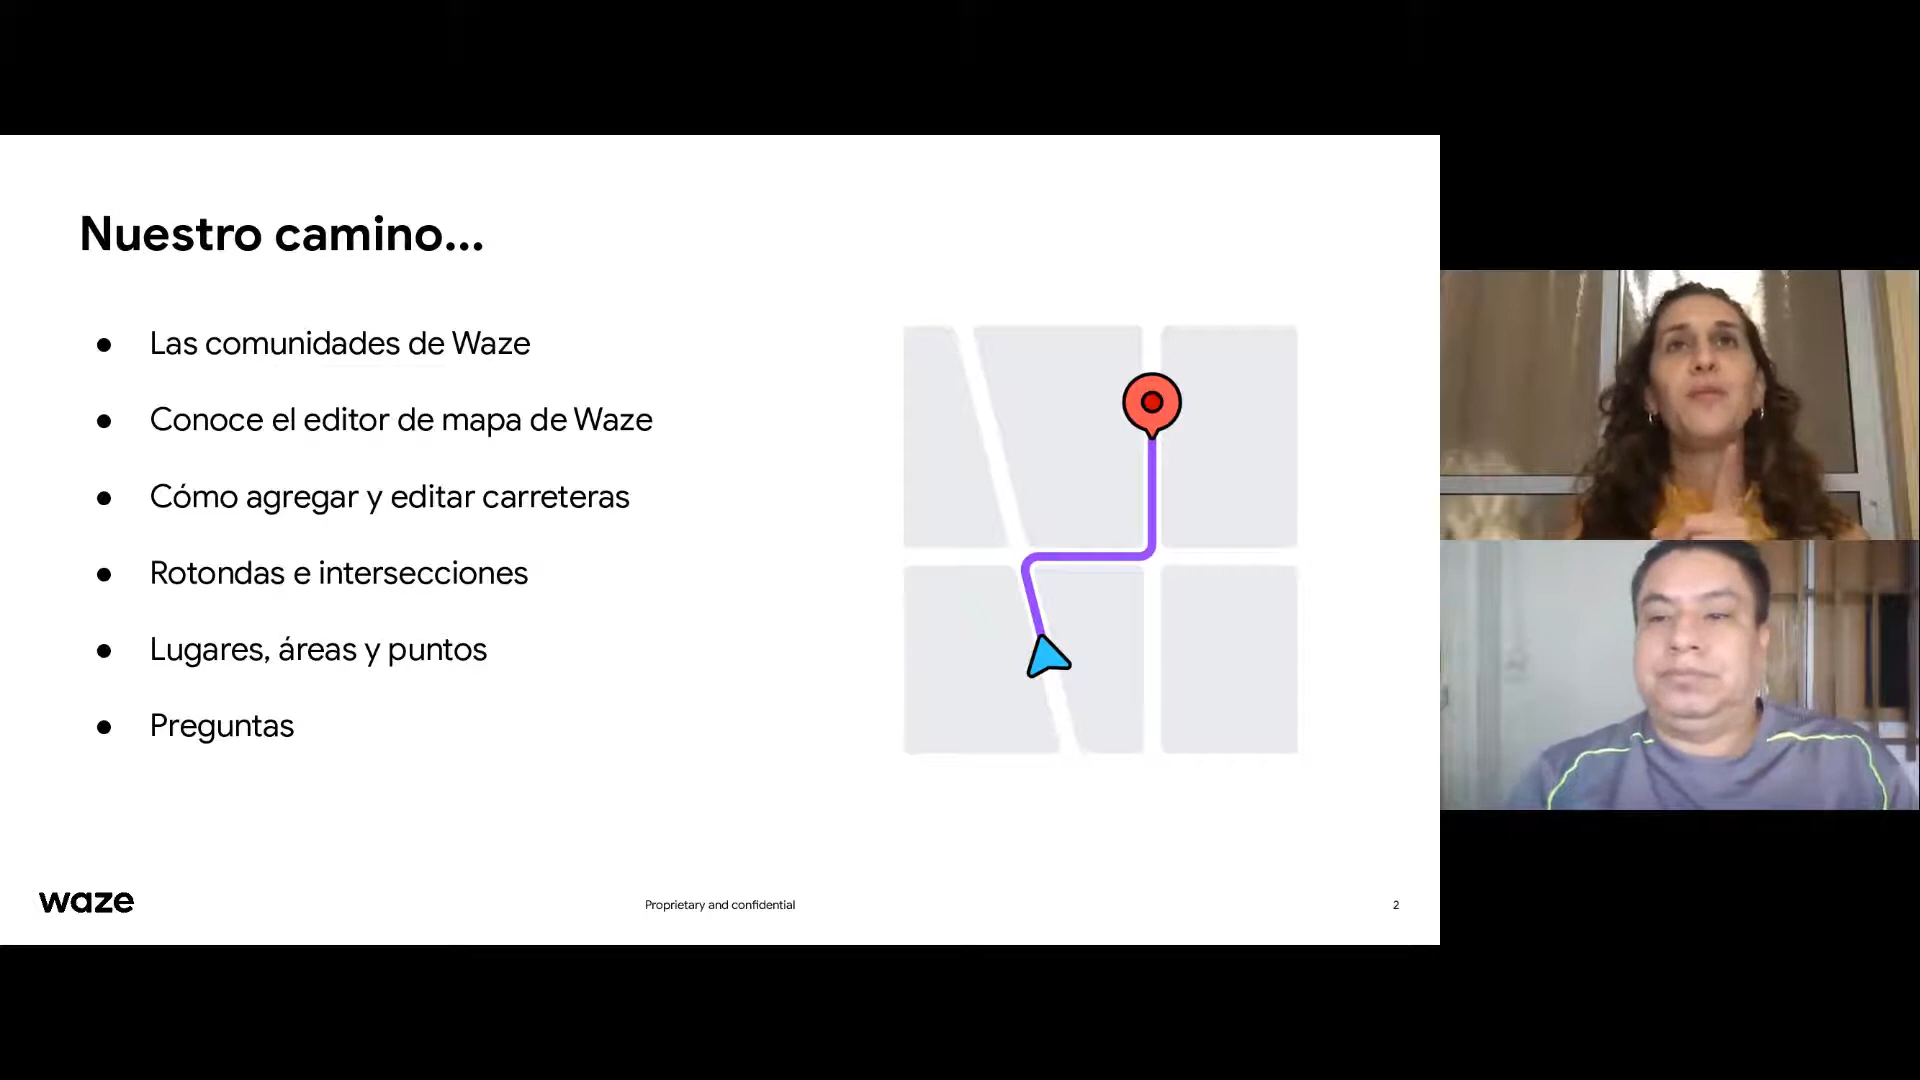 Nuestro camino...
● Las comunidades de Waze
● Conoce el editor de mapa de Waze
● Cómo agregar y editar carreteras
● Rotondas e intersecciones
● Lugares, áreas y puntos
● Preguntas
waze
Proprietary and confidential
2